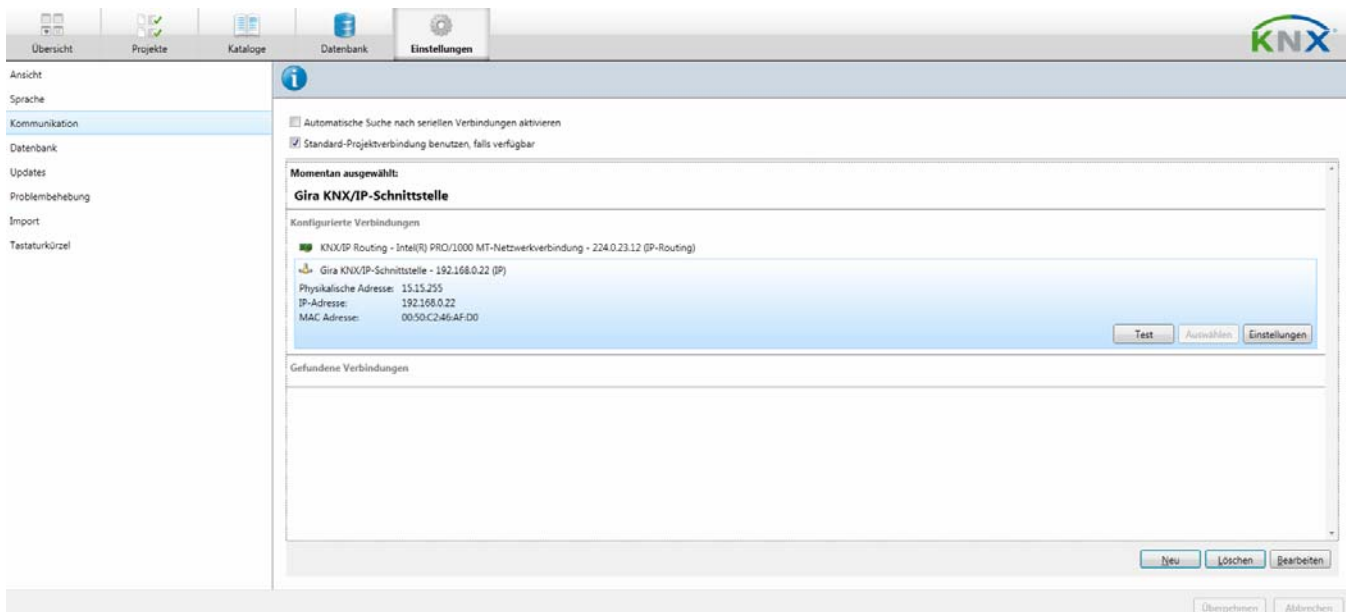 Übersicht Projekte Kataloge Datenbank Einstellungen
KNX
Ansicht
Sprache
Kommunikation
Datenbank
Updates
Problembehebung
Import
Tastaturkürzel
Automatische Suche nach seriellen Verbindungen aktivieren
Standard-Projektverbindung benutzen, falls verfügbar
Momentan ausgewählt:
Gira KNX/IP-Schnittstelle
Konfigurierte Verbindungen
KNX/IP Routing - Intel(R) PRO/1000 MT-Netzwerkverbindung - 224.0.23.12 (IP-Routing)
Gira KNX/IP-Schnittstelle - 192.168.0.22 (IP)
Physikalische Adresse: 15.15.255
IP-Adresse: 192.168.0.22
MAC Adresse: 00:50:C2:46:AF:D0
Test Auswählen Einstellungen
Gefundene Verbindungen
Neu Löschen Bearbeiten
Übernehmen Abbrechen